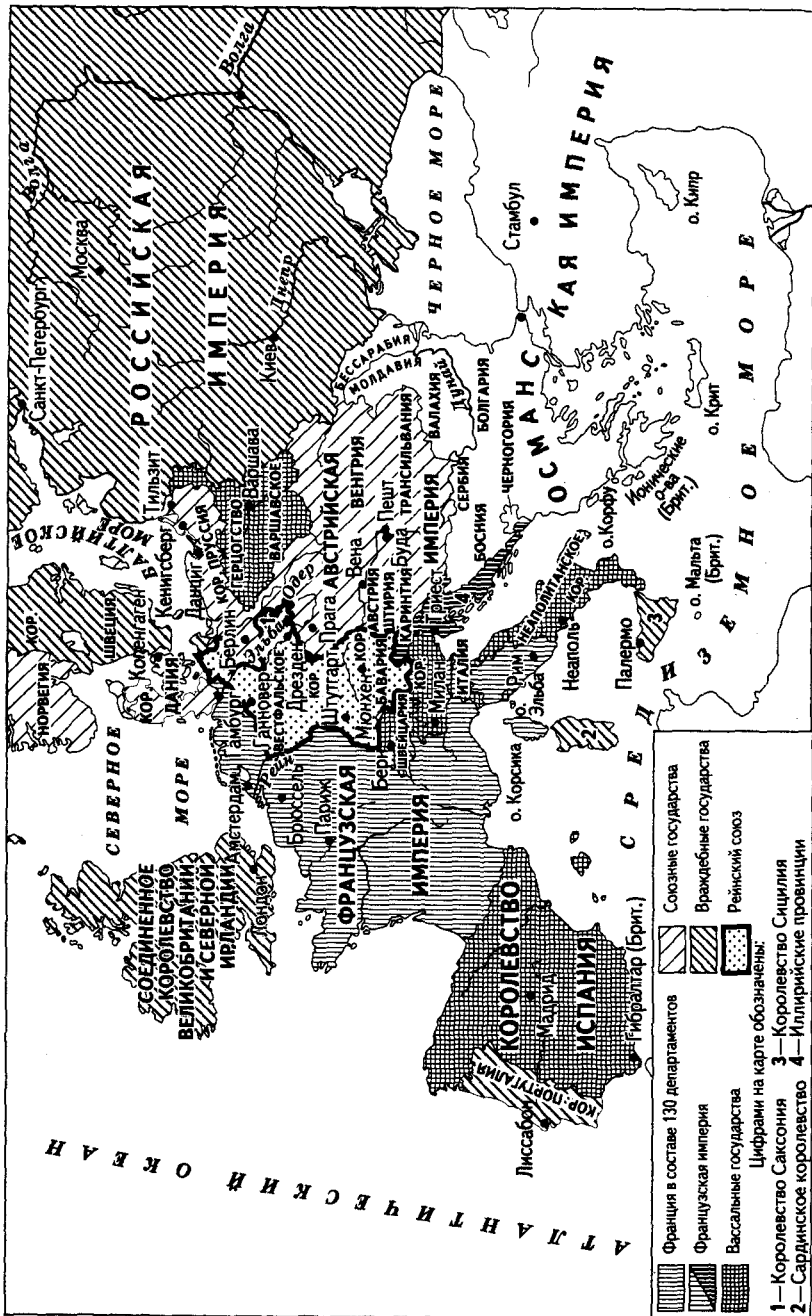 АТЛАНТИЧЕСКИЙ ОКЕАН
СЕВЕРНОЕ
МОРЕ
БАЛТИЙСКОЕ
МОРЕ
ЧЕРНОЕ МОРЕ
СРЕДИЗЕМНОЕ МОРЕ
СОЕДИНЕННОЕ
КОРОЛЕВСТВО
ВЕЛИКОБРИТАНИИ
И СЕВЕРНОЙ
ИРЛАНДИИ
Лондон
НОРВЕГИЯ
КОР.
ШВЕЦИЯ
КОР.
ДАНИЯ
Копенгаген
Санкт-Петербург
Москва
Волга
Волга
РОССИЙСКАЯ
ИМПЕРИЯ
Киев
Днепр
Тильзит
Кенигсберг
Данциг
КОР. ПРУССИЯ
ГЕРЦОГСТВО
ВАРШАВСКОЕ
Варшава
Берлин
Гамбург
Ганновер
ВЕСТФАЛЬСКОЕ
КОР.
Дрезден
Эльба
Одер
Амстердам
Рейн
Брюссель
Париж
ФРАНЦУЗСКАЯ
ИМПЕРИЯ
Штутгарт
Мюнхен
КОР.
БАВАРИЯ
Берн
ШВЕЙЦАРИЯ
Прага
АВСТРИЙСКАЯ
ИМПЕРИЯ
Вена
АВСТРИЯ
ШТИРИЯ
КАРИНТИЯ
Буда
Пешт
ВЕНГРИЯ
ТРАНСИЛЬВАНИЯ
БЕССАРАБИЯ
МОЛДАВИЯ
ВАЛАХИЯ
Дунай
БОЛГАРИЯ
СЕРБИЯ
БОСНИЯ
ЧЕРНОГОРИЯ
ОСМАНСКАЯ ИМПЕРИЯ
Стамбул
Триест
4
Милан
КОР.
ИТАЛИЯ
Рим
НЕАПОЛИТАНСКОЕ
КОР.
Неаполь
о. Эльба
о. Корсика
2
Палермо
3
о. Мальта
(Брит.)
о. Корфу
Ионические
о-ва
(Брит.)
о. Крит
о. Кипр
КОРОЛЕВСТВО
ИСПАНИЯ
Мадрид
КОР. ПОРТУГАЛИЯ
Лиссабон
Гибралтар (Брит.)
Франция в составе 130 департаментов
Французская империя
Вассальные государства
Союзные государства
Враждебные государства
Рейнский союз
Цифрами на карте обозначены:
1—Королевство Саксония
2—Сардинское королевство
3—Королевство Сицилия
4—Иллирийские провинции